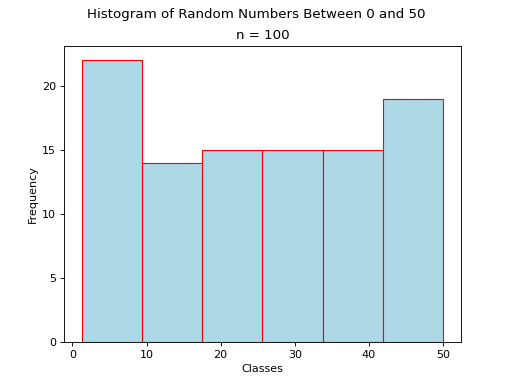 Histogram of Random Numbers Between 0 and 50
n = 100
20
15
10
5
0
Frequency
0 10 20 30 40 50
Classes